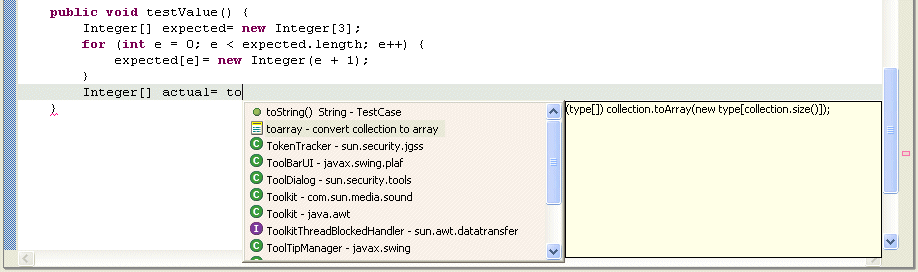 public void testValue() {
Integer[] expected= new Integer[3];
for (int e = 0; e < expected.length; e++) {
expected[e]= new Integer(e + 1);
}
Integer[] actual= to
}
toString()  String - TestCase
toarray - convert collection to array
TokenTracker - sun.security.jgss
ToolBarUI - javax.swing.plaf
ToolDialog - sun.security.tools
Toolkit - com.sun.media.sound
Toolkit - java.awt
ToolkitThreadBlockedHandler - sun.awt.datatransfer
ToolTipManager - javax.swing
(type[]) collection.toArray(new type[collection.size()]);